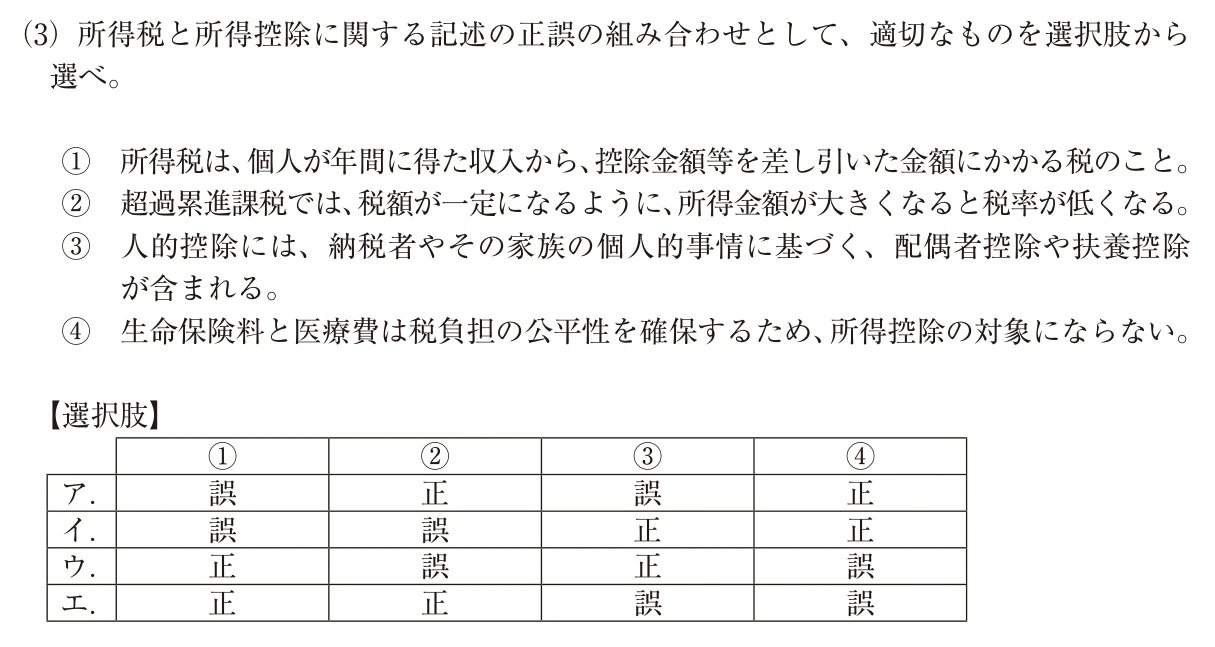 (3) 所得税と所得控除に関する記述の正誤の組み合わせとして、適切なものを選択肢から
選べ。
① 所得税は、個人が年間に得た収入から、控除金額等を差し引いた金額にかかる税のこと。
② 超過累進課税では、税額が一定になるように、所得金額が大きくなると税率が低くなる。
③ 人的控除には、納税者やその家族の個人的事情に基づく、配偶者控除や扶養控除
が含まれる。
④ 生命保険料と医療費は税負担の公平性を確保するため、所得控除の対象にならない。
【選択肢】
① ② ③ ④
ア. 誤 正 誤 正
イ. 誤 誤 正 正
ウ. 正 誤 正 誤
エ. 正 正 誤 誤